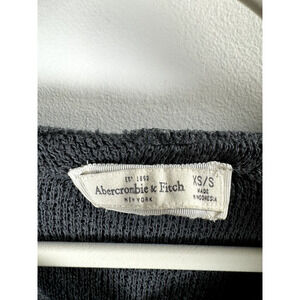 EST 1892
Abercrombie & Fitch
NEW YORK
XS/S
MADE
IN INDONESIA